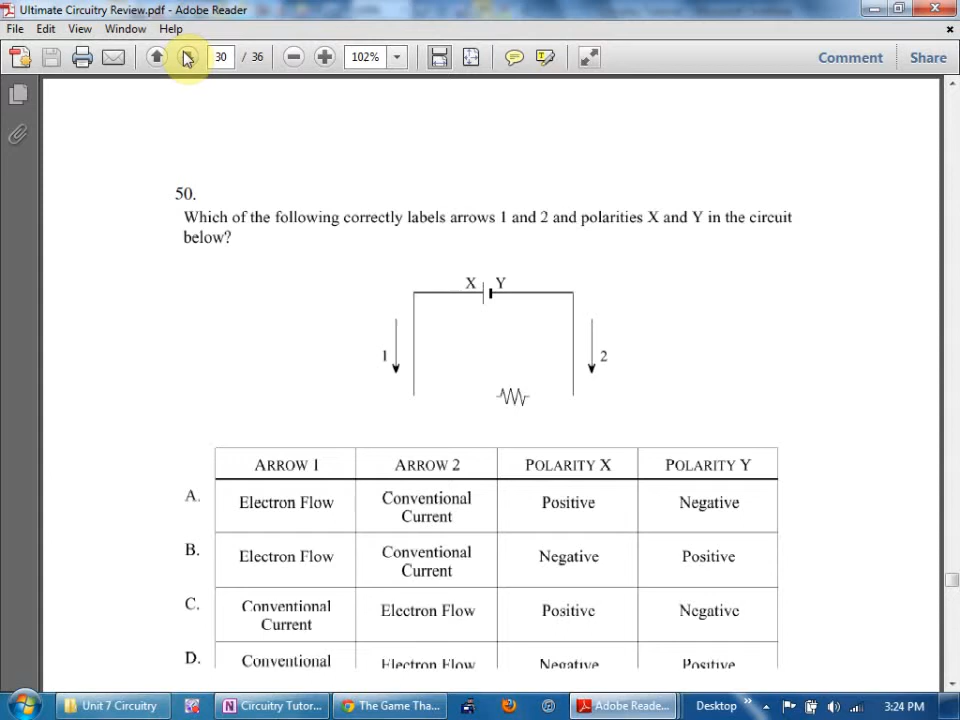 Ultimate Circuitry Review.pdf - Adobe Reader
File Edit View Window Help
30 / 36 102% Comment Share
50.
Which of the following correctly labels arrows 1 and 2 and polarities X and Y in the circuit
below?
X Y
1 2
ARROW 1 ARROW 2 POLARITY X POLARITY Y
A. Electron Flow Conventional Current Positive Negative
B. Electron Flow Conventional Current Negative Positive
C. Conventional Current Electron Flow Positive Negative
D. Conventional Electron Flow Negative Positive
Unit 7 Circuitry Circuitry Tutor... The Game Tha... Adobe Reade... Desktop 3:24 PM